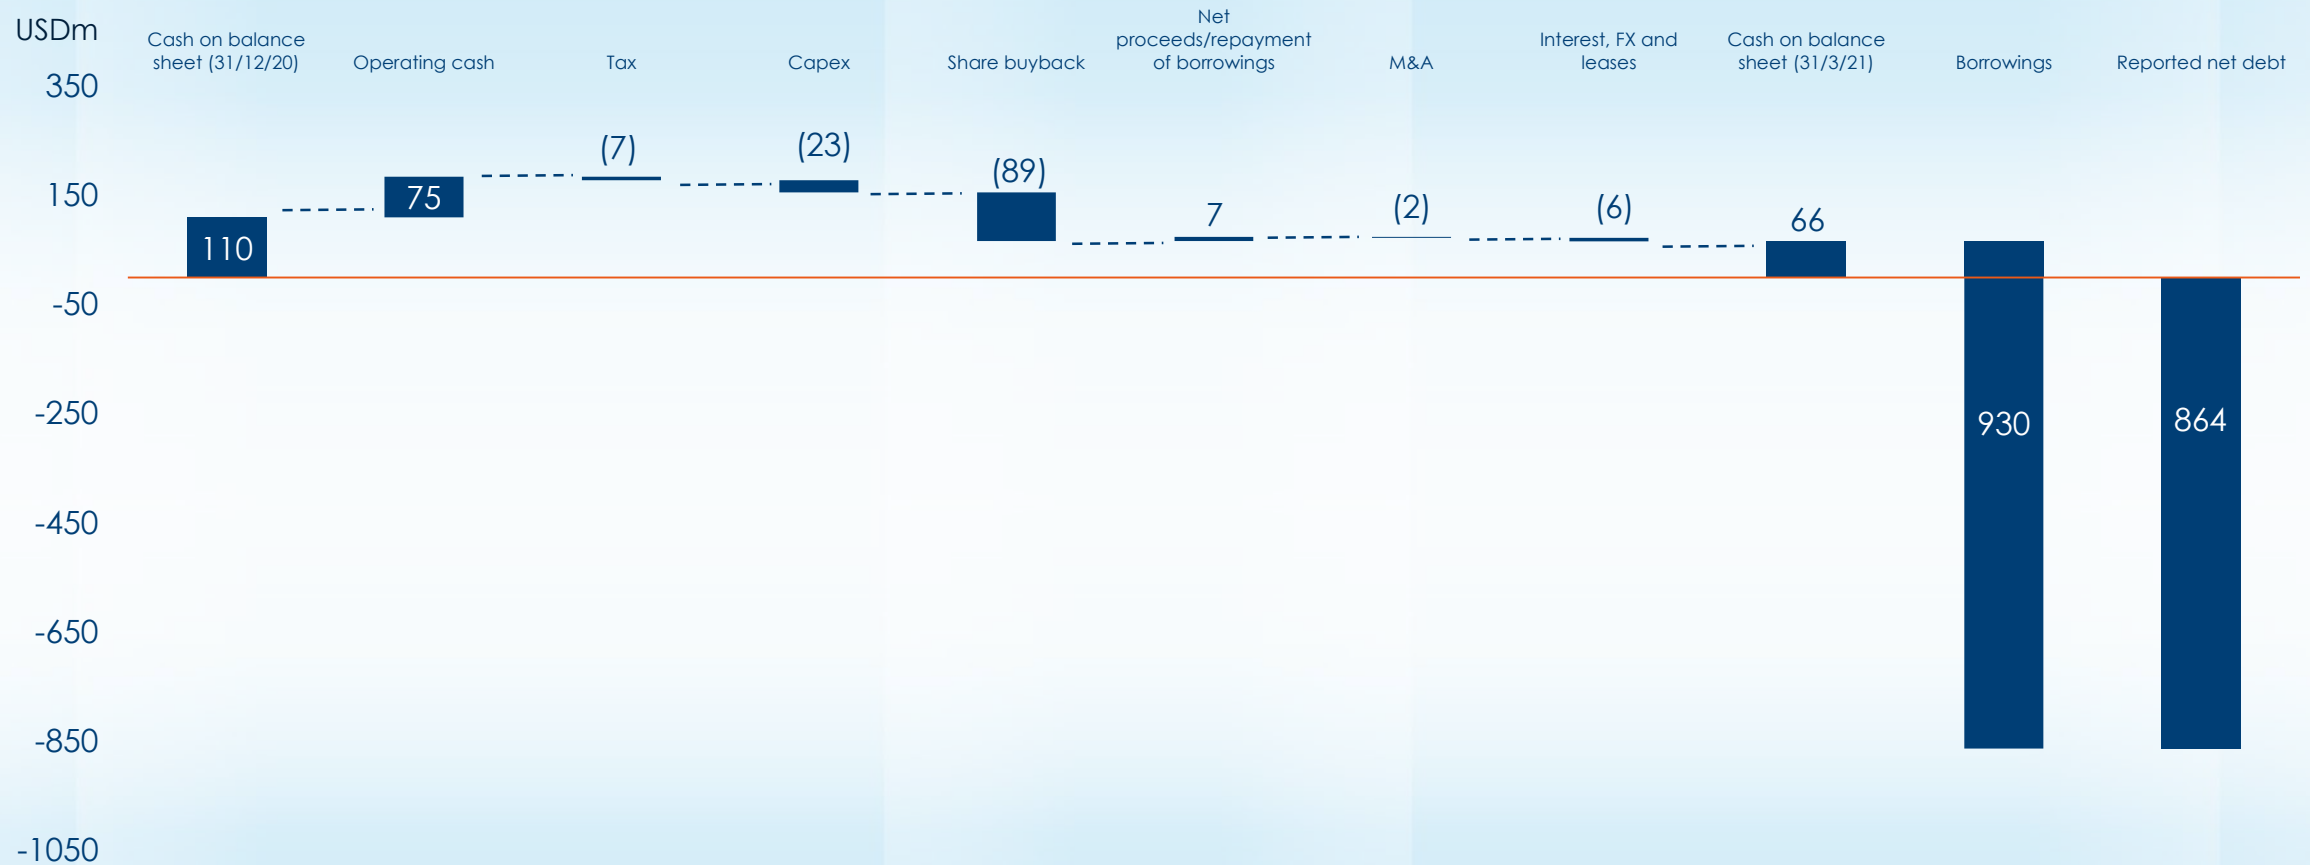 USDm
Cash on balance
sheet (31/12/20)
Operating cash
Tax
Capex
Share buyback
Net
proceeds/repayment
of borrowings
M&A
Interest, FX and
leases
Cash on balance
sheet (31/3/21)
Borrowings
Reported net debt
350
150
-50
-250
-450
-650
-850
-1050
110
75
(7)
(23)
(89)
7
(2)
(6)
66
930
864